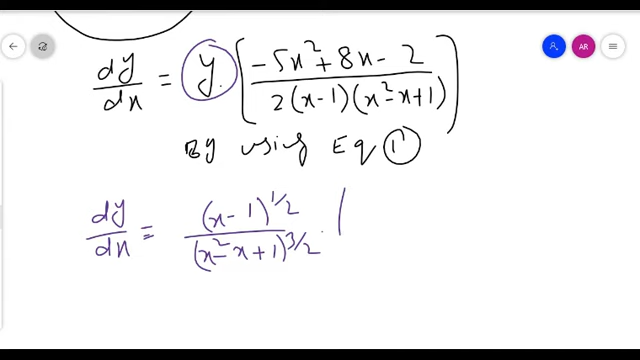 dy/dx = y. [ (-5x² + 8x - 2) / (2(x-1)(x²-x+1)) ]
By using Eq ①
dy/dx = (x-1)^1/2 / (x²-x+1)^3/2 . (
AR